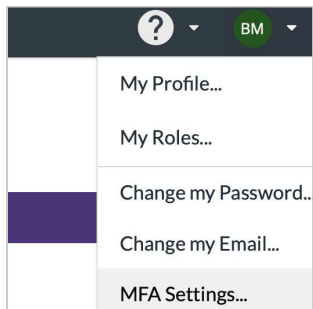 ?
BM
My Profile...
My Roles...
Change my Password..
Change my Email...
MFA Settings...